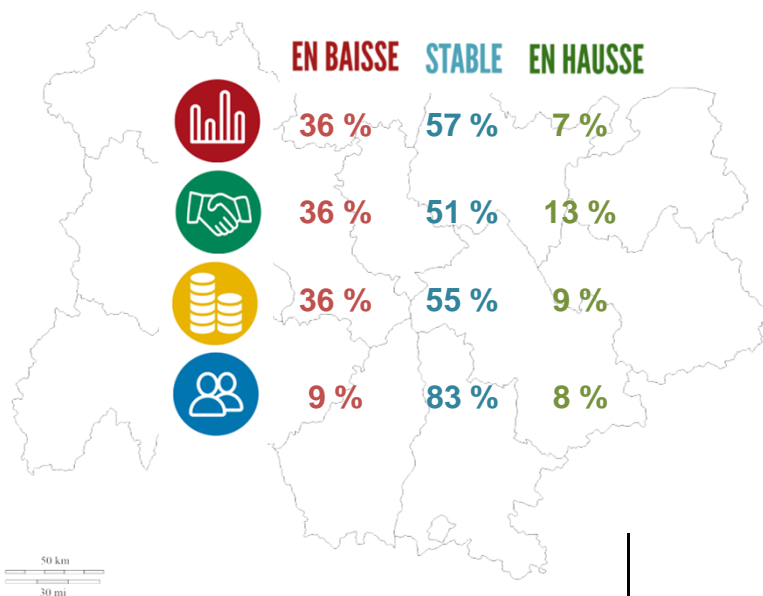 EN BAISSE STABLE EN HAUSSE
36 % 57 % 7 %
36 % 51 % 13 %
36 % 55 % 9 %
9 % 83 % 8 %
50 km
30 mi